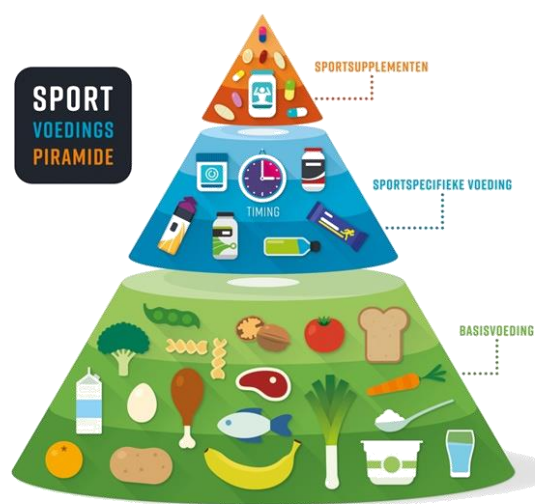 SPORT
VOEDINGS
PIRAMIDE
SPORTSUPPLEMENTEN
TIMING
SPORTSPECIFIEKE VOEDING
BASISVOEDING